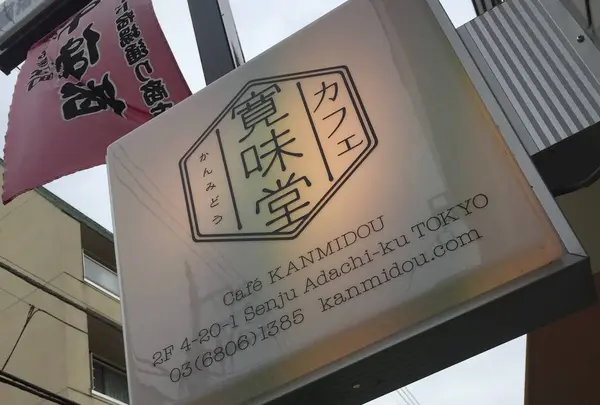 カフェ
寛味堂
かんみどう
Café KANMIDOU
2F 4-20-1 Senju Adachi-ku TOKYO
03(6806)1385 kanmidou.com